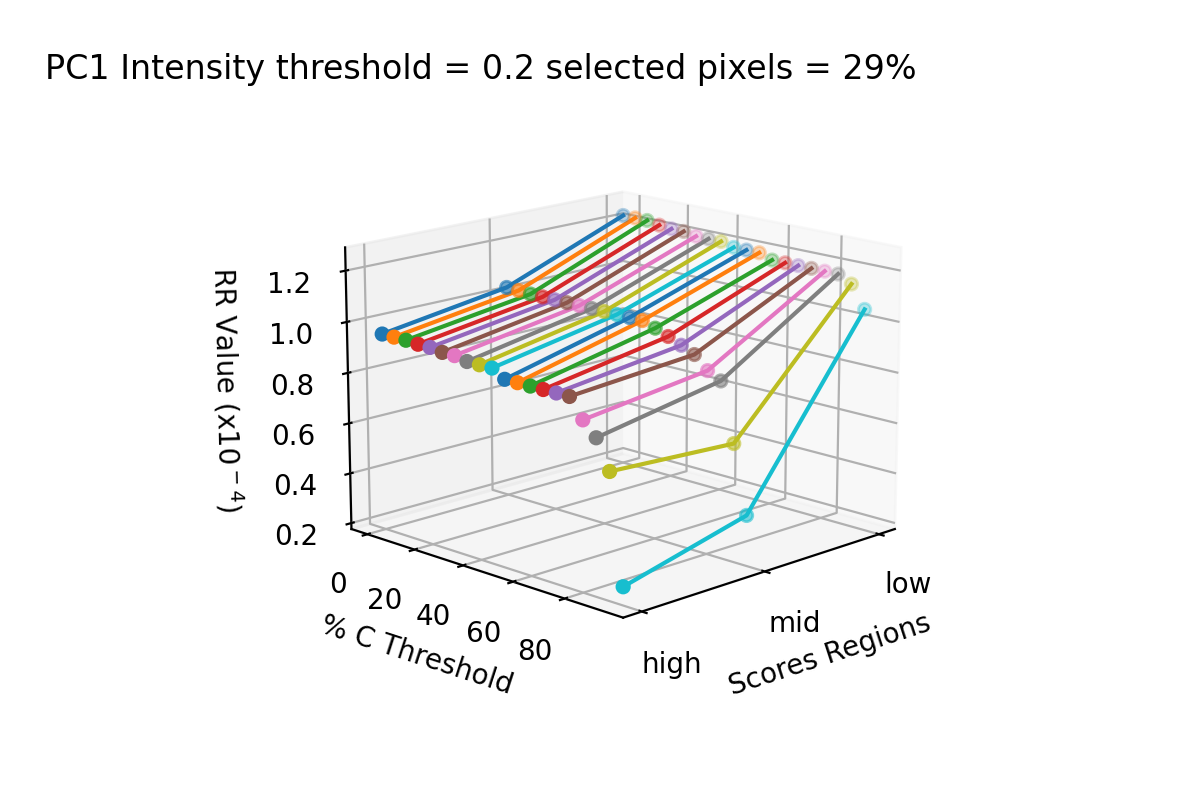 PC1 Intensity threshold = 0.2 selected pixels = 29%
RR Value (x10⁻⁴)
1.2
1.0
0.8
0.6
0.4
0.2
0
20
40
60
80
% C Threshold
high
mid
low
Scores Regions